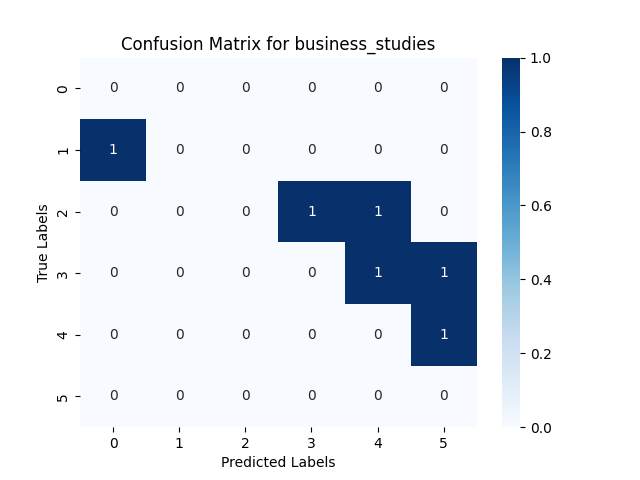 Confusion Matrix for business_studies
True Labels
0 0 0 0 0 0 0
1 1 0 0 0 0 0
2 0 0 0 1 1 0
3 0 0 0 0 1 1
4 0 0 0 0 0 1
5 0 0 0 0 0 0
0 1 2 3 4 5
Predicted Labels
1.0
0.8
0.6
0.4
0.2
0.0